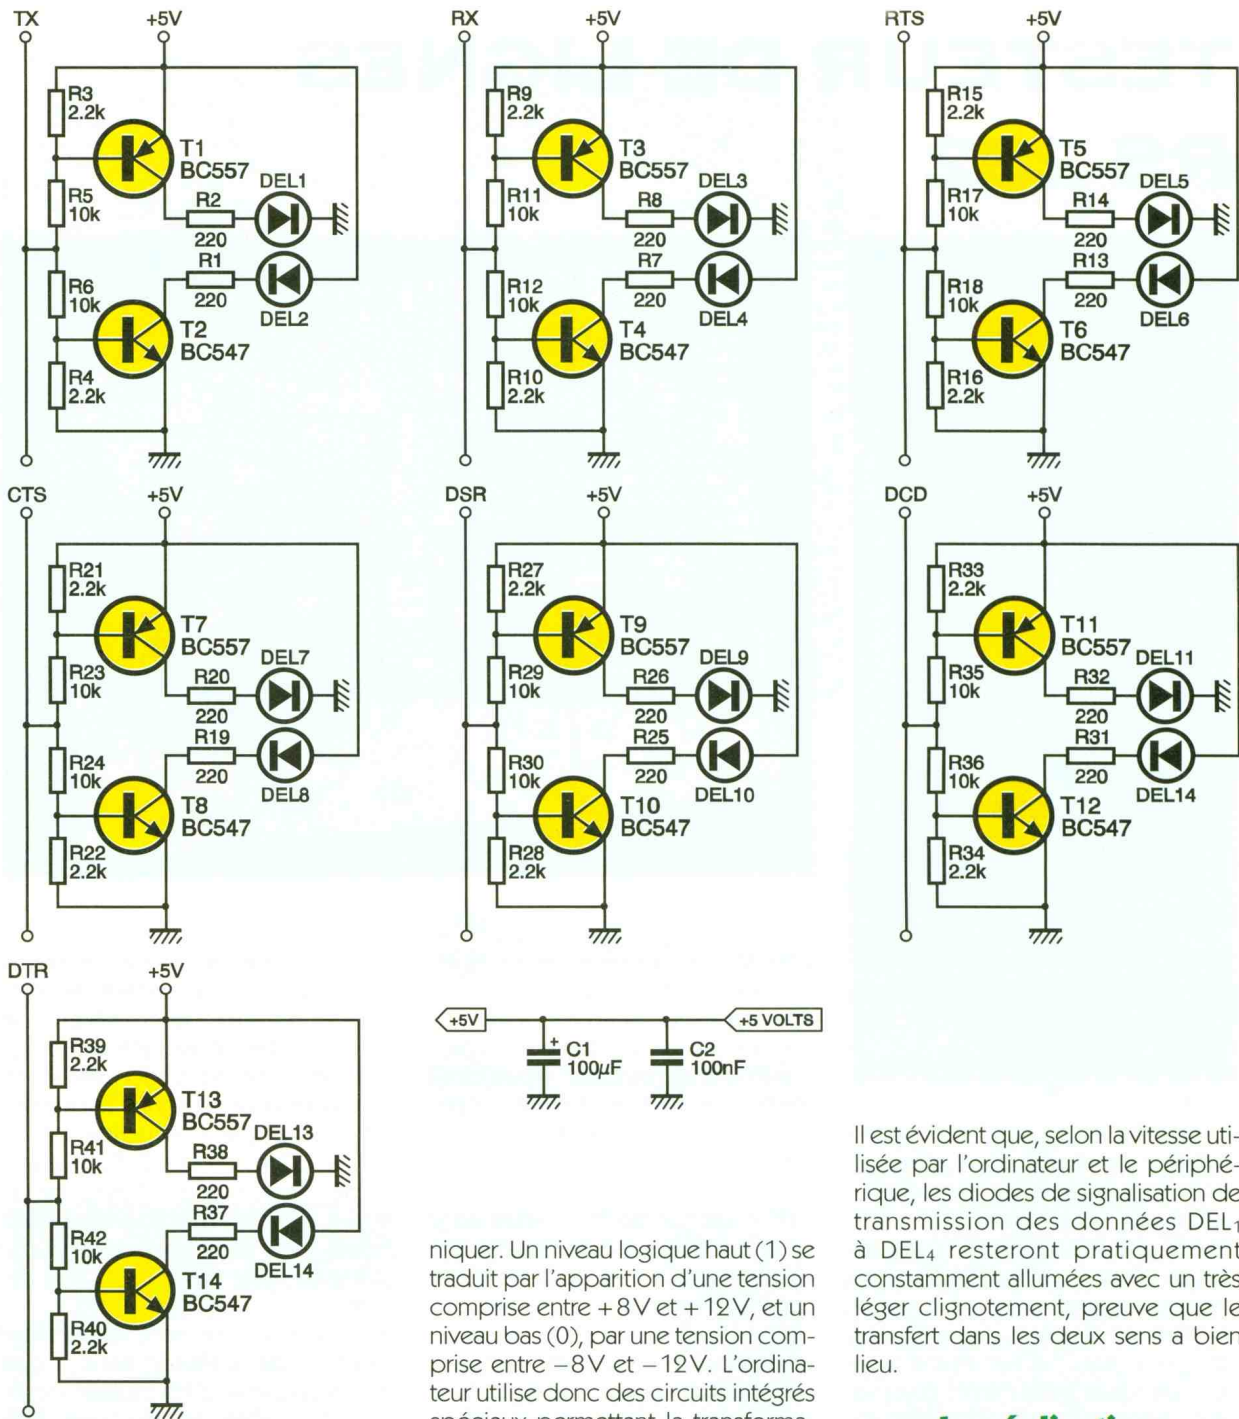 TX
+5V
R3
2.2k
T1
BC557
R5
10k
DEL1
R2
220
R1
220
DEL2
R6
10k
T2
BC547
R4
2.2k
RX
+5V
R9
2.2k
T3
BC557
R11
10k
DEL3
R8
220
R7
220
DEL4
R12
10k
T4
BC547
R10
2.2k
RTS
+5V
R15
2.2k
T5
BC557
R17
10k
DEL5
R14
220
R13
220
DEL6
R18
10k
T6
BC547
R16
2.2k
CTS
+5V
R21
2.2k
T7
BC557
R23
10k
DEL7
R20
220
R19
220
DEL8
R24
10k
T8
BC547
R22
2.2k
DSR
+5V
R27
2.2k
T9
BC557
R29
10k
DEL9
R26
220
R25
220
DEL10
R30
10k
T10
BC547
R28
2.2k
DCD
+5V
R33
2.2k
T11
BC557
R35
10k
DEL11
R32
220
R31
220
DEL14
R36
10k
T12
BC547
R34
2.2k
DTR
+5V
R39
2.2k
T13
BC557
R41
10k
DEL13
R38
220
R37
220
DEL14
R42
10k
T14
BC547
R40
2.2k
+5V
+5 VOLTS
+
C1
100µF
C2
100nF
niquer. Un niveau logique haut (1) se
traduit par l'apparition d'une tension
comprise entre +8V et +12V, et un
niveau bas (0), par une tension com-
prise entre –8V et –12V. L'ordina-
teur utilise donc des circuits intégrés
spéciaux permettant la transforma-
Il est évident que, selon la vitesse uti-
lisée par l'ordinateur et le périphé-
rique, les diodes de signalisation de
transmission des données DEL₁
à DEL₄ resteront pratiquement
constamment allumées avec un très
léger clignotement, preuve que le
transfert dans les deux sens a bien
lieu.